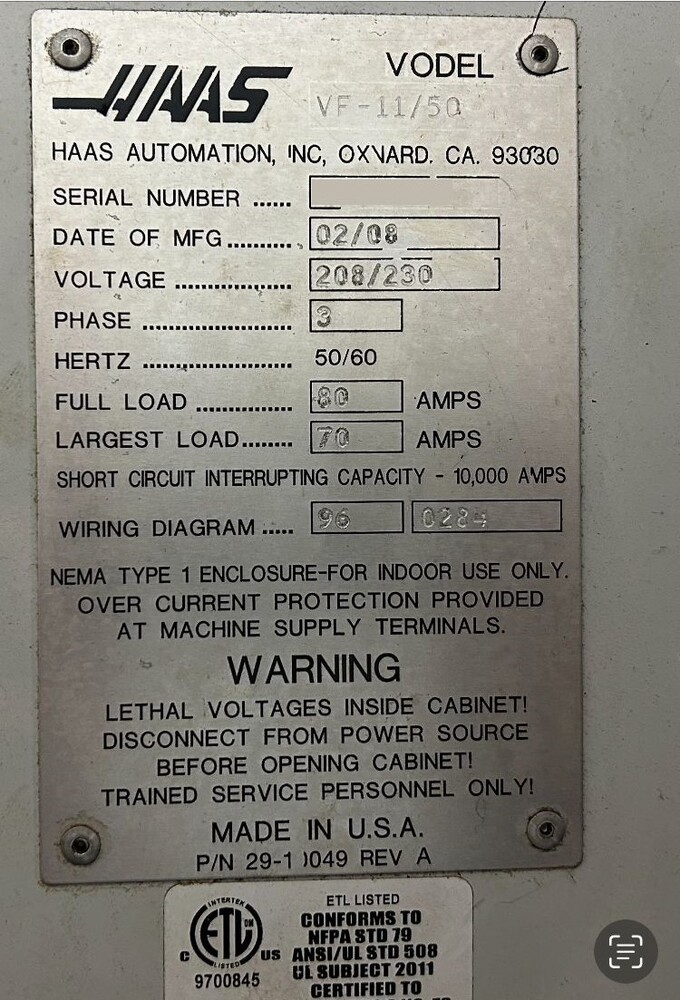 HAAS
VODEL
VF-11/50
HAAS AUTOMATION, INC, OXNARD. CA. 93030
SERIAL NUMBER ......
DATE OF MFG........... 02/08
VOLTAGE .................. 208/230
PHASE ....................... 3
HERTZ ....................... 50/60
FULL LOAD ............... 80 AMPS
LARGEST LOAD........ 70 AMPS
SHORT CIRCUIT INTERRUPTING CAPACITY - 10,000 AMPS
WIRING DIAGRAM ..... 96 0284
NEMA TYPE 1 ENCLOSURE-FOR INDOOR USE ONLY.
OVER CURRENT PROTECTION PROVIDED
AT MACHINE SUPPLY TERMINALS.
WARNING
LETHAL VOLTAGES INSIDE CABINET!
DISCONNECT FROM POWER SOURCE
BEFORE OPENING CABINET!
TRAINED SERVICE PERSONNEL ONLY!
MADE IN U.S.A.
P/N 29-1 0049 REV A
INTERTEK
ETL
CM
LISTED
C US
9700845
ETL LISTED
CONFORMS TO
NFPA STD 79
ANSI/UL STD 508
UL SUBJECT 2011
CERTIFIED TO